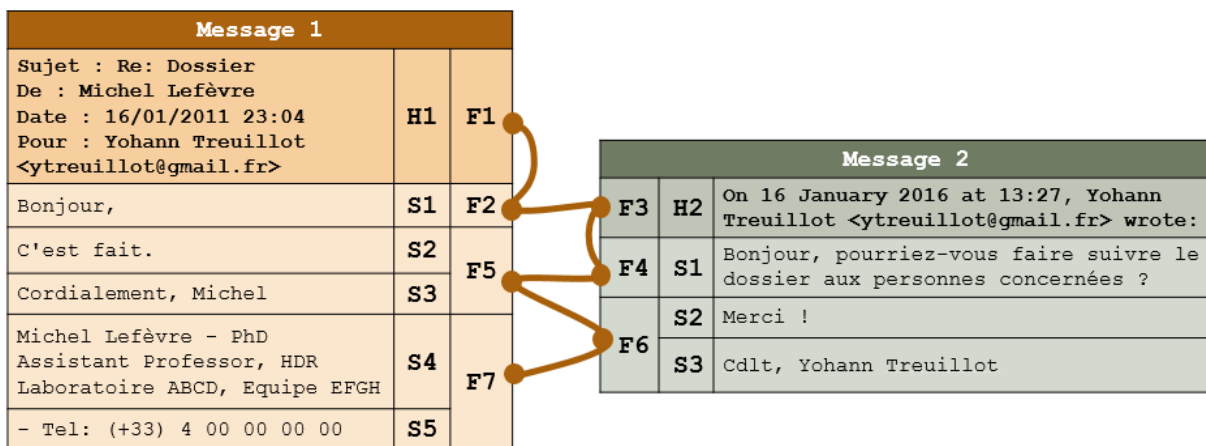 Message 1
Sujet : Re: Dossier
De : Michel Lefèvre
Date : 16/01/2011 23:04
Pour : Yohann Treuillot
<ytreuillot@gmail.fr>
H1
F1
Bonjour,
S1
F2
C'est fait.
S2
F5
Cordialement, Michel
S3
Michel Lefèvre – PhD
Assistant Professor, HDR
Laboratoire ABCD, Equipe EFGH
S4
F7
- Tel: (+33) 4 00 00 00 00
S5
Message 2
F3
H2
On 16 January 2016 at 13:27, Yohann
Treuillot <ytreuillot@gmail.fr> wrote:
F4
S1
Bonjour, pourriez-vous faire suivre le
dossier aux personnes concernées ?
F6
S2
Merci !
S3
Cdlt, Yohann Treuillot